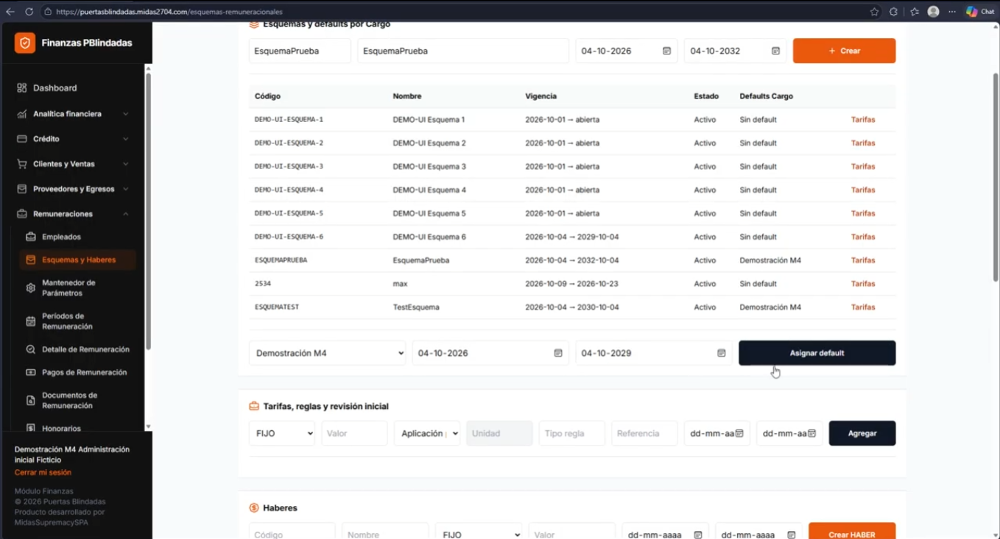 https://puertasblindadas.midas2704.com/esquemas-remuneracionales
Chat
Finanzas PBlindadas
Dashboard
Analítica financiera
Crédito
Clientes y Ventas
Proveedores y Egresos
Remuneraciones
Empleados
Esquemas y Haberes
Mantenedor de
Parámetros
Períodos de
Remuneración
Detalle de Remuneración
Pagos de Remuneración
Documentos de
Remuneración
Honorarios
Demostración M4 Administración
inicial Ficticio
Cerrar mi sesión
Módulo Finanzas
© 2026 Puertas Blindadas
Producto desarrollado por
MidasSupremacySPA
Esquemas y defaults por Cargo
EsquemaPrueba EsquemaPrueba 04-10-2026 04-10-2032 + Crear
Código Nombre Vigencia Estado Defaults Cargo
DEMO-UI-ESQUEMA-1 DEMO-UI Esquema 1 2026-10-01 → abierta Activo Sin default Tarifas
DEMO-UI-ESQUEMA-2 DEMO-UI Esquema 2 2026-10-01 → abierta Activo Sin default Tarifas
DEMO-UI-ESQUEMA-3 DEMO-UI Esquema 3 2026-10-01 → abierta Activo Sin default Tarifas
DEMO-UI-ESQUEMA-4 DEMO-UI Esquema 4 2026-10-01 → abierta Activo Sin default Tarifas
DEMO-UI-ESQUEMA-5 DEMO-UI Esquema 5 2026-10-01 → abierta Activo Sin default Tarifas
DEMO-UI-ESQUEMA-6 DEMO-UI Esquema 6 2026-10-04 → 2029-10-04 Activo Sin default Tarifas
ESQUEMAPRUEBA EsquemaPrueba 2026-10-04 → 2032-10-04 Activo Demostración M4 Tarifas
2534 max 2026-10-09 → 2026-10-23 Activo Sin default Tarifas
ESQUEMATEST TestEsquema 2026-10-04 → 2030-10-04 Activo Demostración M4 Tarifas
Demostración M4 04-10-2026 04-10-2029 Asignar default
Tarifas, reglas y revisión inicial
FIJO Valor Aplicación Unidad Tipo regla Referencia dd-mm-aa dd-mm-aa Agregar
Haberes
Código Nombre FIJO Valor dd-mm-aaaa dd-mm-aaaa Crear HABER